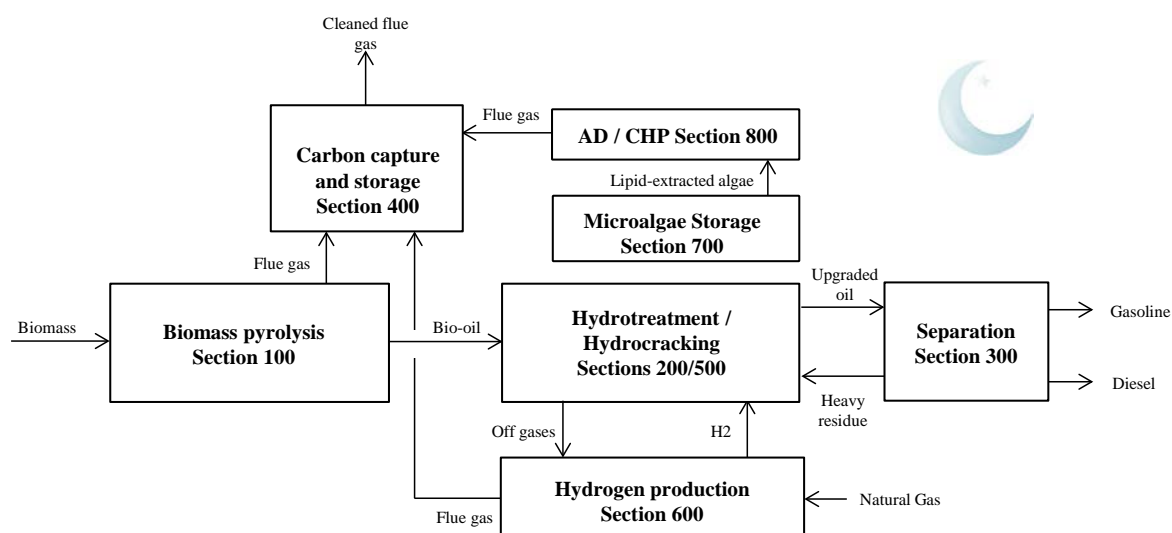 Cleaned flue
gas
Carbon capture
and storage
Section 400
Flue gas
AD / CHP Section 800
Lipid-extracted algae
Microalgae Storage
Section 700
Flue gas
Biomass
Biomass pyrolysis
Section 100
Bio-oil
Hydrotreatment /
Hydrocracking
Sections 200/500
Upgraded
oil
Separation
Section 300
Gasoline
Diesel
Heavy
residue
Off gases
H2
Hydrogen production
Section 600
Flue gas
Natural Gas